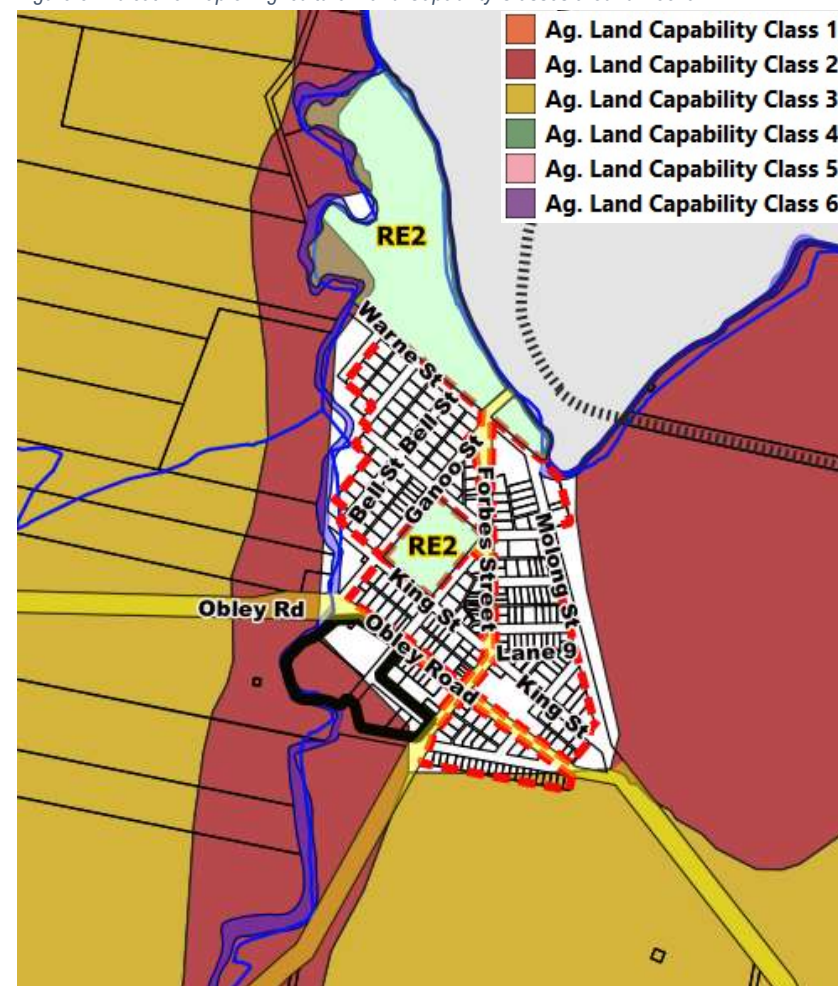 Ag. Land Capability Class 1
Ag. Land Capability Class 2
Ag. Land Capability Class 3
Ag. Land Capability Class 4
Ag. Land Capability Class 5
Ag. Land Capability Class 6
RE2
Warne St
Bell St
Bell St
Ganoo St
Forbes Street
Molong St
RE2
King St
Obley Rd
Obley Road
Lane 9
King St